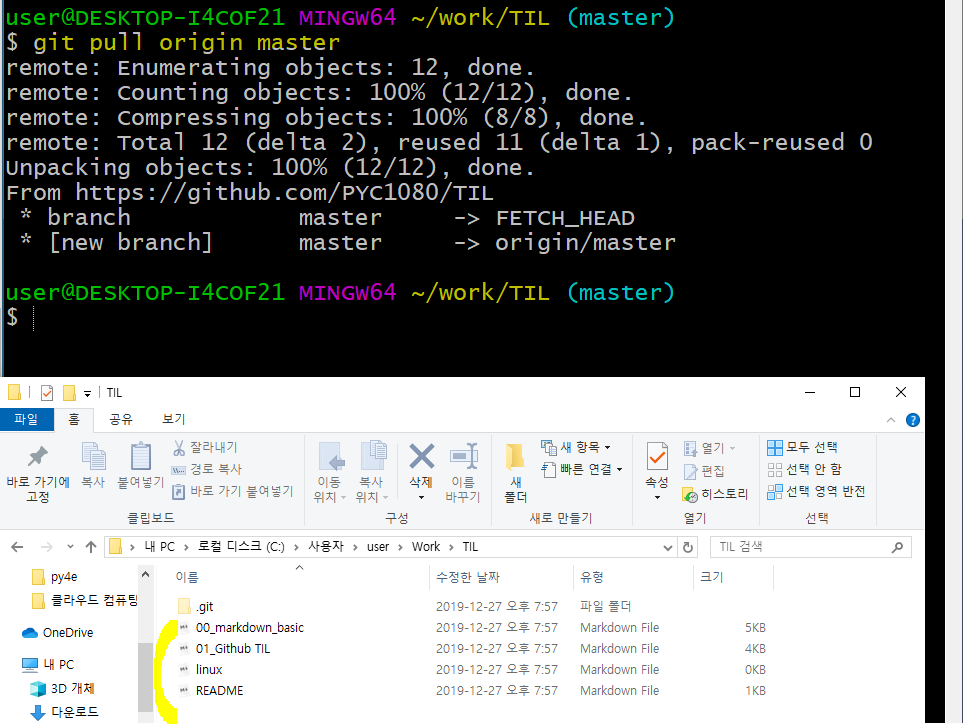 user@DESKTOP-I4COF21 MINGW64 ~/work/TIL (master)
$ git pull origin master
remote: Enumerating objects: 12, done.
remote: Counting objects: 100% (12/12), done.
remote: Compressing objects: 100% (8/8), done.
remote: Total 12 (delta 2), reused 11 (delta 1), pack-reused 0
Unpacking objects: 100% (12/12), done.
From https://github.com/PYC1080/TIL
 * branch            master     -> FETCH_HEAD
 * [new branch]      master     -> origin/master
user@DESKTOP-I4COF21 MINGW64 ~/work/TIL (master)
$
TIL
파일 홈 공유 보기
바로 가기에 고정
복사
붙여넣기
잘라내기
경로 복사
바로 가기 붙여넣기
클립보드
이동 위치
복사 위치
삭제
이름 바꾸기
구성
새 폴더
새 항목
빠른 연결
새로 만들기
속성
열기
편집
히스토리
열기
모두 선택
선택 안 함
선택 영역 반전
선택
내 PC > 로컬 디스크 (C:) > 사용자 > user > Work > TIL
TIL 검색
py4e
클라우드 컴퓨팅
OneDrive
내 PC
3D 개체
다운로드
이름 수정한 날짜 유형 크기
.git 2019-12-27 오후 7:57 파일 폴더
00_markdown_basic 2019-12-27 오후 7:57 Markdown File 5KB
01_Github TIL 2019-12-27 오후 7:57 Markdown File 4KB
linux 2019-12-27 오후 7:57 Markdown File 0KB
README 2019-12-27 오후 7:57 Markdown File 1KB